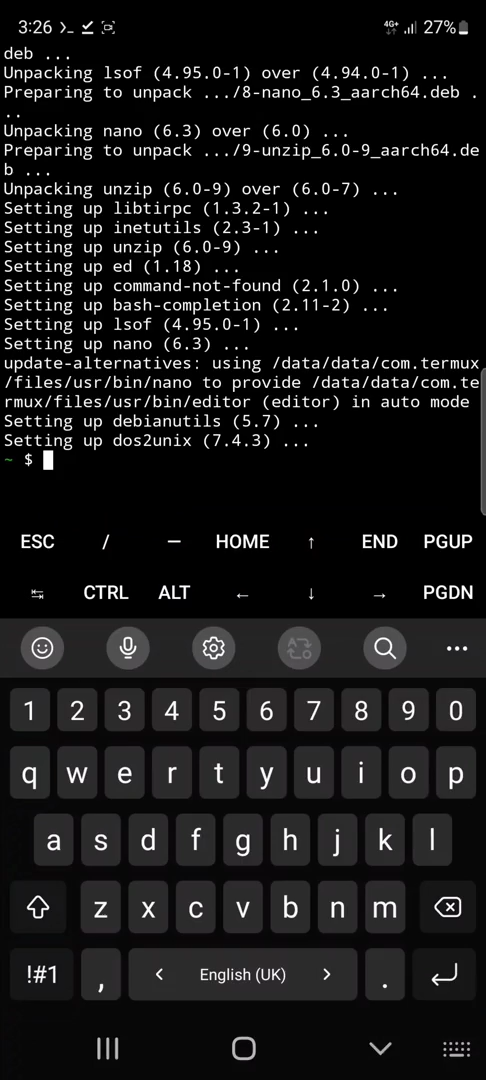 3:26 4G+ 27%
deb ...
Unpacking lsof (4.95.0-1) over (4.94.0-1) ...
Preparing to unpack .../8-nano_6.3_aarch64.deb .
..
Unpacking nano (6.3) over (6.0) ...
Preparing to unpack .../9-unzip_6.0-9_aarch64.de
b ...
Unpacking unzip (6.0-9) over (6.0-7) ...
Setting up libtirpc (1.3.2-1) ...
Setting up inetutils (2.3-1) ...
Setting up unzip (6.0-9) ...
Setting up ed (1.18) ...
Setting up command-not-found (2.1.0) ...
Setting up bash-completion (2.11-2) ...
Setting up lsof (4.95.0-1) ...
Setting up nano (6.3) ...
update-alternatives: using /data/data/com.termux
/files/usr/bin/nano to provide /data/data/com.te
rmux/files/usr/bin/editor (editor) in auto mode
Setting up debianutils (5.7) ...
Setting up dos2unix (7.4.3) ...
~ $
ESC / — HOME ↑ END PGUP
↹ CTRL ALT ← ↓ → PGDN
1 2 3 4 5 6 7 8 9 0
q w e r t y u i o p
a s d f g h j k l
z x c v b n m
!#1 , < English (UK) > .